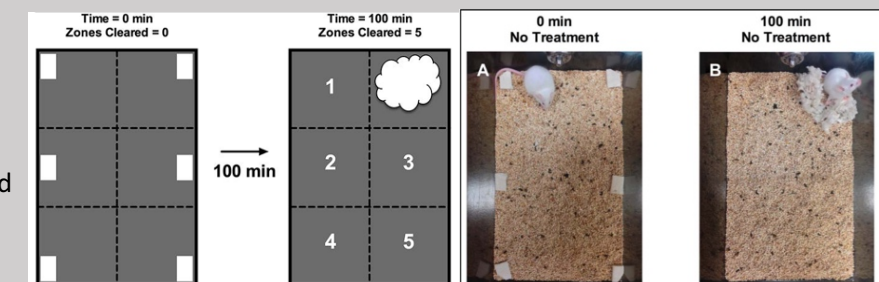 d
Time = 0 min
Zones Cleared = 0
100 min
Time = 100 min
Zones Cleared = 5
1
2
3
4
5
0 min
No Treatment
A
100 min
No Treatment
B